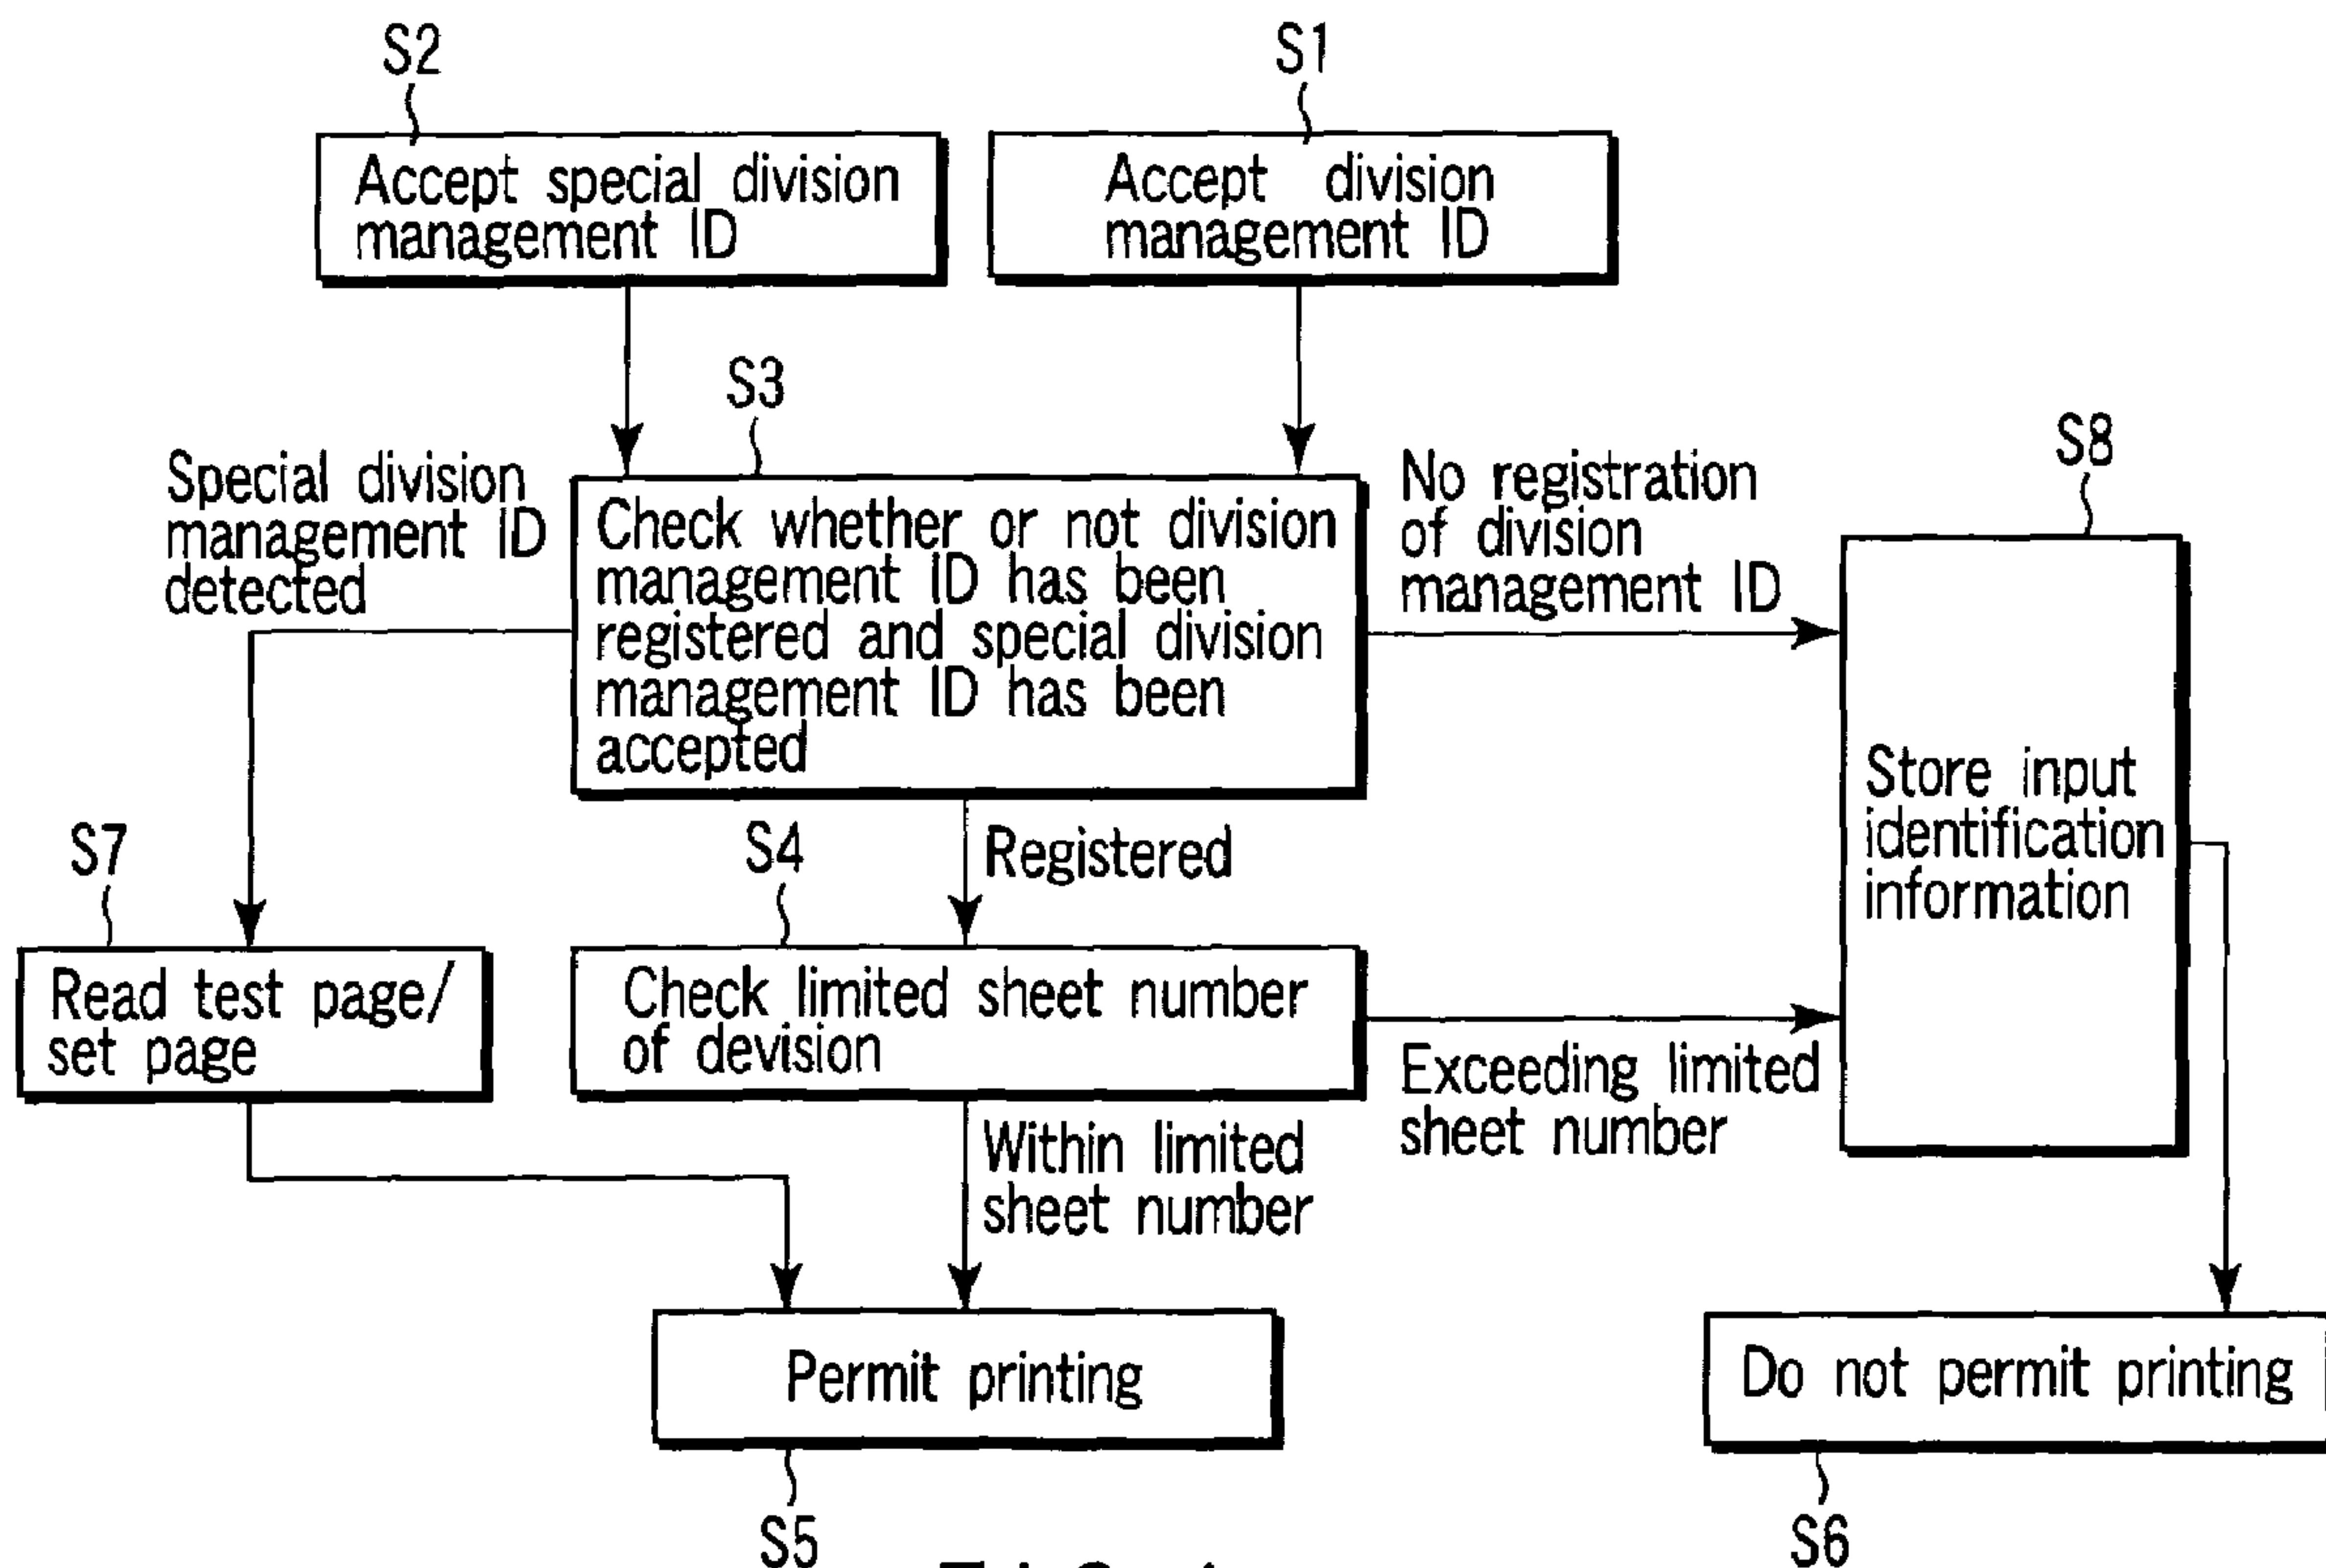 S2
S1
Accept special division
management ID
Accept division
management ID
S3
S8
Special division
management ID
detected
Check whether or not division
management ID has been
registered and special division
management ID has been
accepted
No registration
of division
management ID
Store input
identification
information
S7
S4
Registered
Read test page/
set page
Check limited sheet number
of devision
Exceeding limited
sheet number
Within limited
sheet number
Permit printing
Do not permit printing
S5
S6